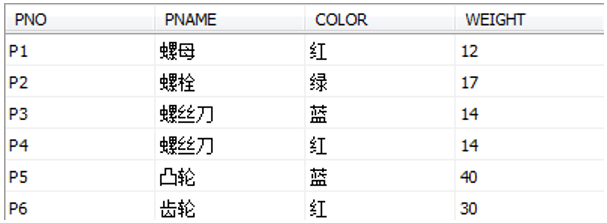 PNO PNAME COLOR WEIGHT
P1 螺母 红 12
P2 螺栓 绿 17
P3 螺丝刀 蓝 14
P4 螺丝刀 红 14
P5 凸轮 蓝 40
P6 齿轮 红 30